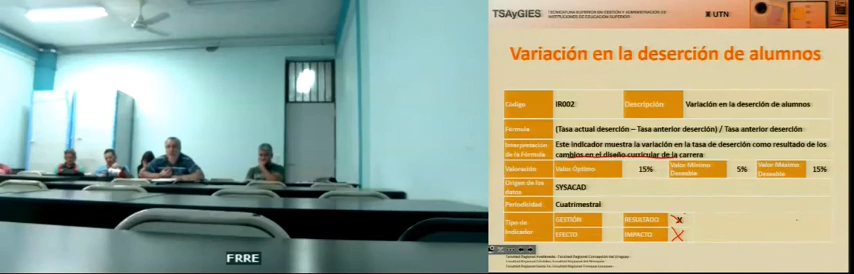 TSAyGIES
TECNICATURA SUPERIOR EN GESTIÓN Y ADMINISTRACIÓN DE
INSTITUCIONES DE EDUCACIÓN SUPERIOR
UTN
Variación en la deserción de alumnos
Código IR002 Descripción: Variación en la deserción de alumnos
Fórmula (Tasa actual deserción – Tasa anterior deserción) / Tasa anterior deserción
Interpretación de la Fórmula Este indicador muestra la variación en la tasa de deserción como resultado de los
cambios en el diseño curricular de la carrera
Valoración Valor Óptimo 15% Valor Mínimo Deseable 5% Valor Máximo Deseable 15%
Origen de los datos SYSACAD
Periodicidad Cuatrimestral
Tipo de indicador GESTIÓN RESULTADO X
EFECTO IMPACTO
FRRE